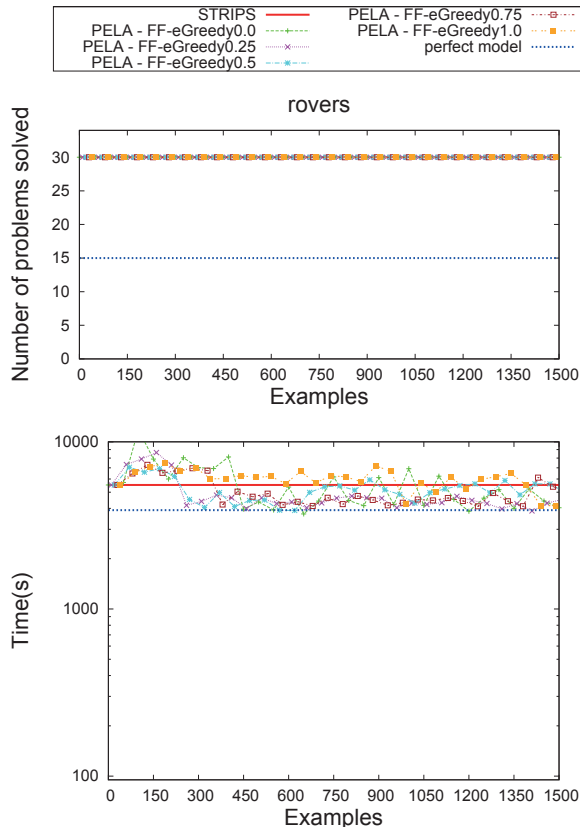 STRIPS
PELA - FF-eGreedy0.0
PELA - FF-eGreedy0.25
PELA - FF-eGreedy0.5
PELA - FF-eGreedy0.75
PELA - FF-eGreedy1.0
perfect model
rovers
Number of problems solved
30
25
20
15
10
5
0
0 150 300 450 600 750 900 1050 1200 1350 1500
Examples
Time(s)
10000
1000
100
0 150 300 450 600 750 900 1050 1200 1350 1500
Examples